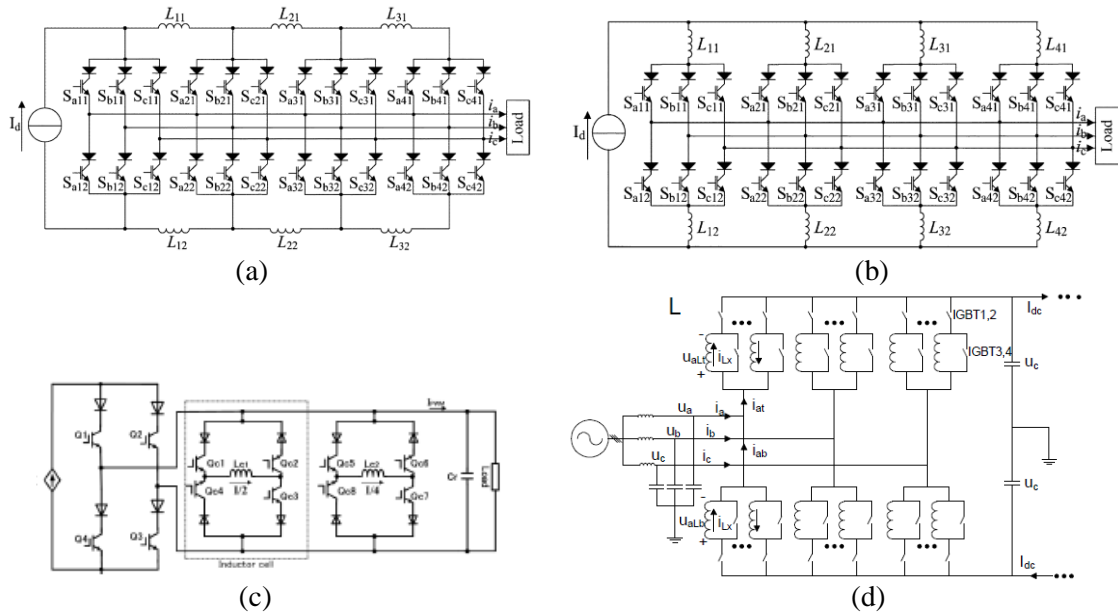 L11 L21 L31
Sa11 Sb11 Sc11 Sa21 Sb21 Sc21 Sa31 Sb31 Sc31 Sa41 Sb41 Sc41
Id
ia
ib
ic
Load
Sa12 Sb12 Sc12 Sa22 Sb22 Sc22 Sa32 Sb32 Sc32 Sa42 Sb42 Sc42
L12 L22 L32
(a)
L11 L21 L31 L41
Sa11 Sb11 Sc11 Sa21 Sb21 Sc21 Sa31 Sb31 Sc31 Sa41 Sb41 Sc41
Id
ia
ib
ic
Load
Sa12 Sb12 Sc12 Sa22 Sb22 Sc22 Sa32 Sb32 Sc32 Sa42 Sb42 Sc42
L12 L22 L32 L42
(b)
Q1 Q2
Qc1 Lc1 Qc2
Qc4 I/2 Qc3
Qc5 Lc2 Qc6
Qc8 I/4 Qc7
Cr
Load
Q4 Q3
Inductor cell
(c)
L
IGBT1,2
Idc
IGBT3,4
uaLt iLx
- +
uc
iat
ua ia
ub ib
uc ic
iab
uc
uaLb iLx
- +
Idc
(d)